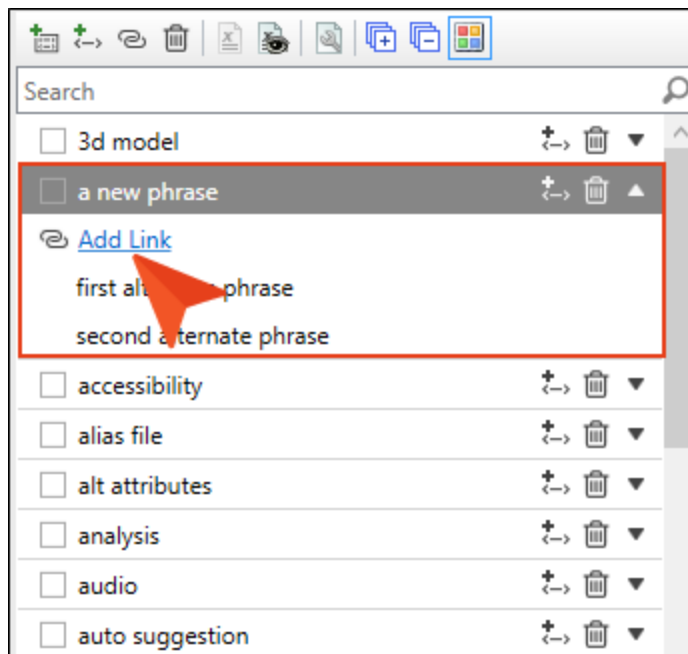 Search
3d model
a new phrase
Add Link
first alt phrase
second alternate phrase
accessibility
alias file
alt attributes
analysis
audio
auto suggestion